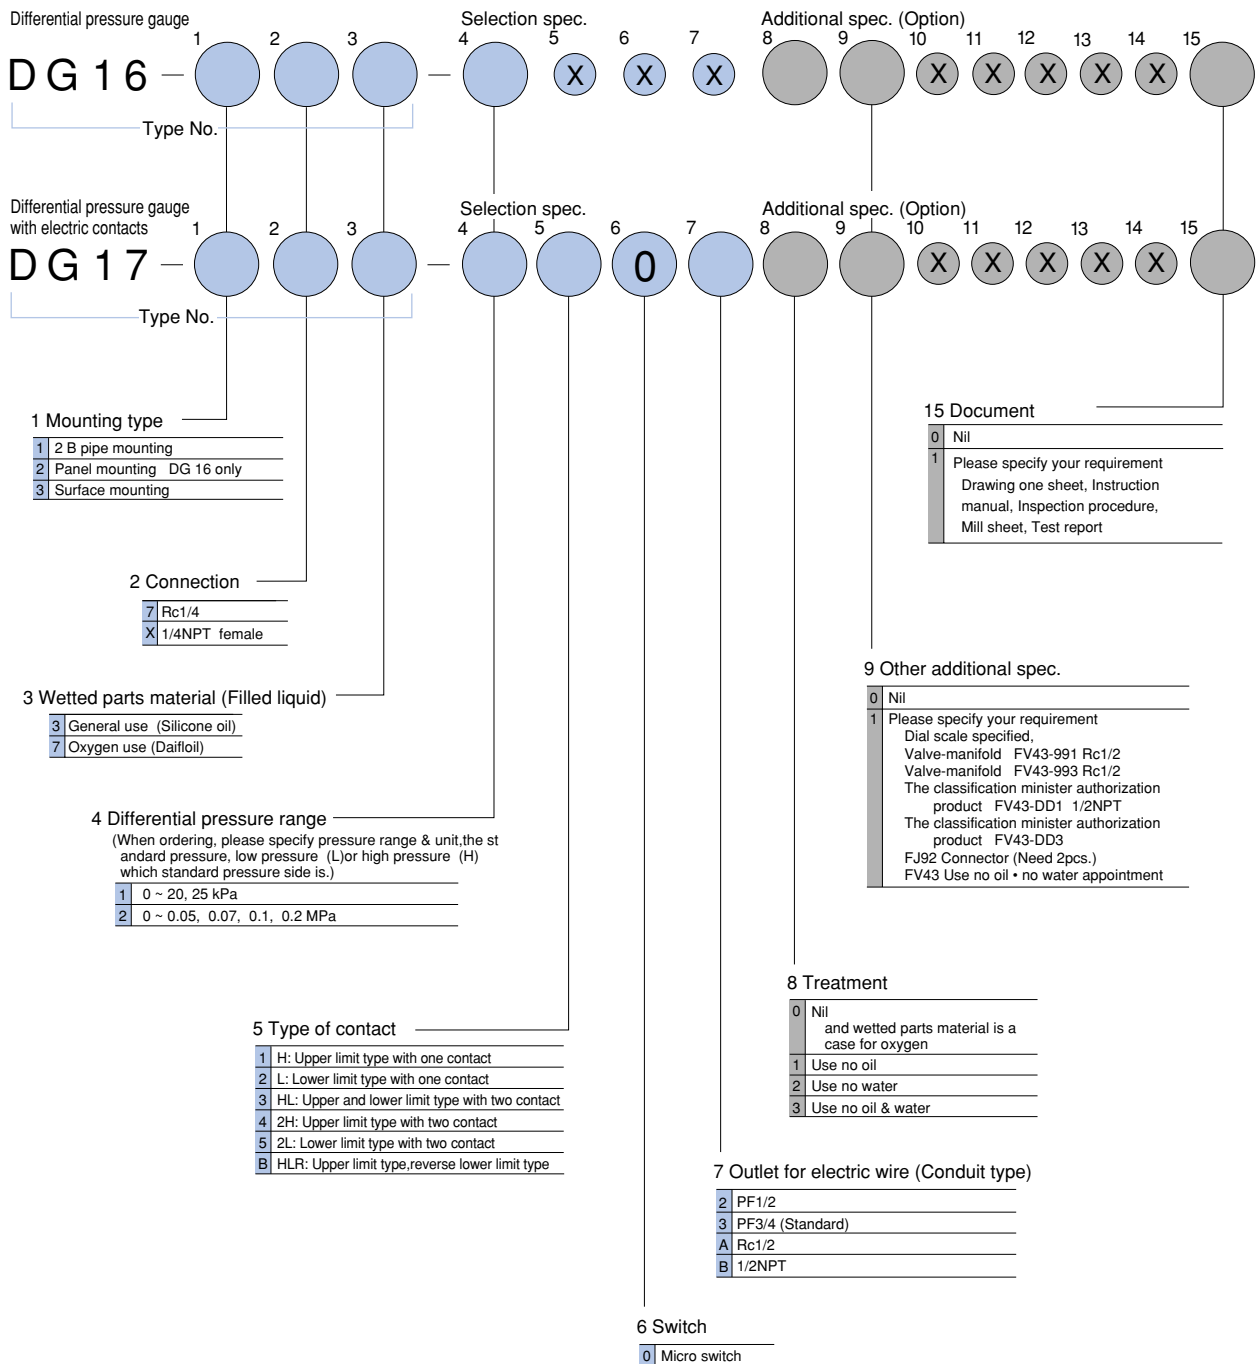 Differential pressure gauge
Selection spec.
Additional spec. (Option)
1 2 3 4 5 6 7 8 9 10 11 12 13 14 15
DG16 — — X X X X X X X X
Type No.
Differential pressure gauge
with electric contacts
Selection spec.
Additional spec. (Option)
1 2 3 4 5 6 7 8 9 10 11 12 13 14 15
DG17 — — 0 X X X X X
Type No.
1 Mounting type
1 2 B pipe mounting
2 Panel mounting DG 16 only
3 Surface mounting
15 Document
0 Nil
1 Please specify your requirement
Drawing one sheet, Instruction
manual, Inspection procedure,
Mill sheet, Test report
2 Connection
7 Rc1/4
X 1/4NPT female
3 Wetted parts material (Filled liquid)
3 General use (Silicone oil)
7 Oxygen use (Daifloil)
9 Other additional spec.
0 Nil
1 Please specify your requirement
Dial scale specified,
Valve-manifold FV43-991 Rc1/2
Valve-manifold FV43-993 Rc1/2
The classification minister authorization
product FV43-DD1 1/2NPT
The classification minister authorization
product FV43-DD3
FJ92 Connector (Need 2pcs.)
FV43 Use no oil • no water appointment
4 Differential pressure range
(When ordering, please specify pressure range & unit,the st
andard pressure, low pressure (L)or high pressure (H)
which standard pressure side is.)
1 0 ~ 20, 25 kPa
2 0 ~ 0.05, 0.07, 0.1, 0.2 MPa
8 Treatment
0 Nil
and wetted parts material is a
case for oxygen
1 Use no oil
2 Use no water
3 Use no oil & water
5 Type of contact
1 H: Upper limit type with one contact
2 L: Lower limit type with one contact
3 HL: Upper and lower limit type with two contact
4 2H: Upper limit type with two contact
5 2L: Lower limit type with two contact
B HLR: Upper limit type,reverse lower limit type
7 Outlet for electric wire (Conduit type)
2 PF1/2
3 PF3/4 (Standard)
A Rc1/2
B 1/2NPT
6 Switch
0 Micro switch